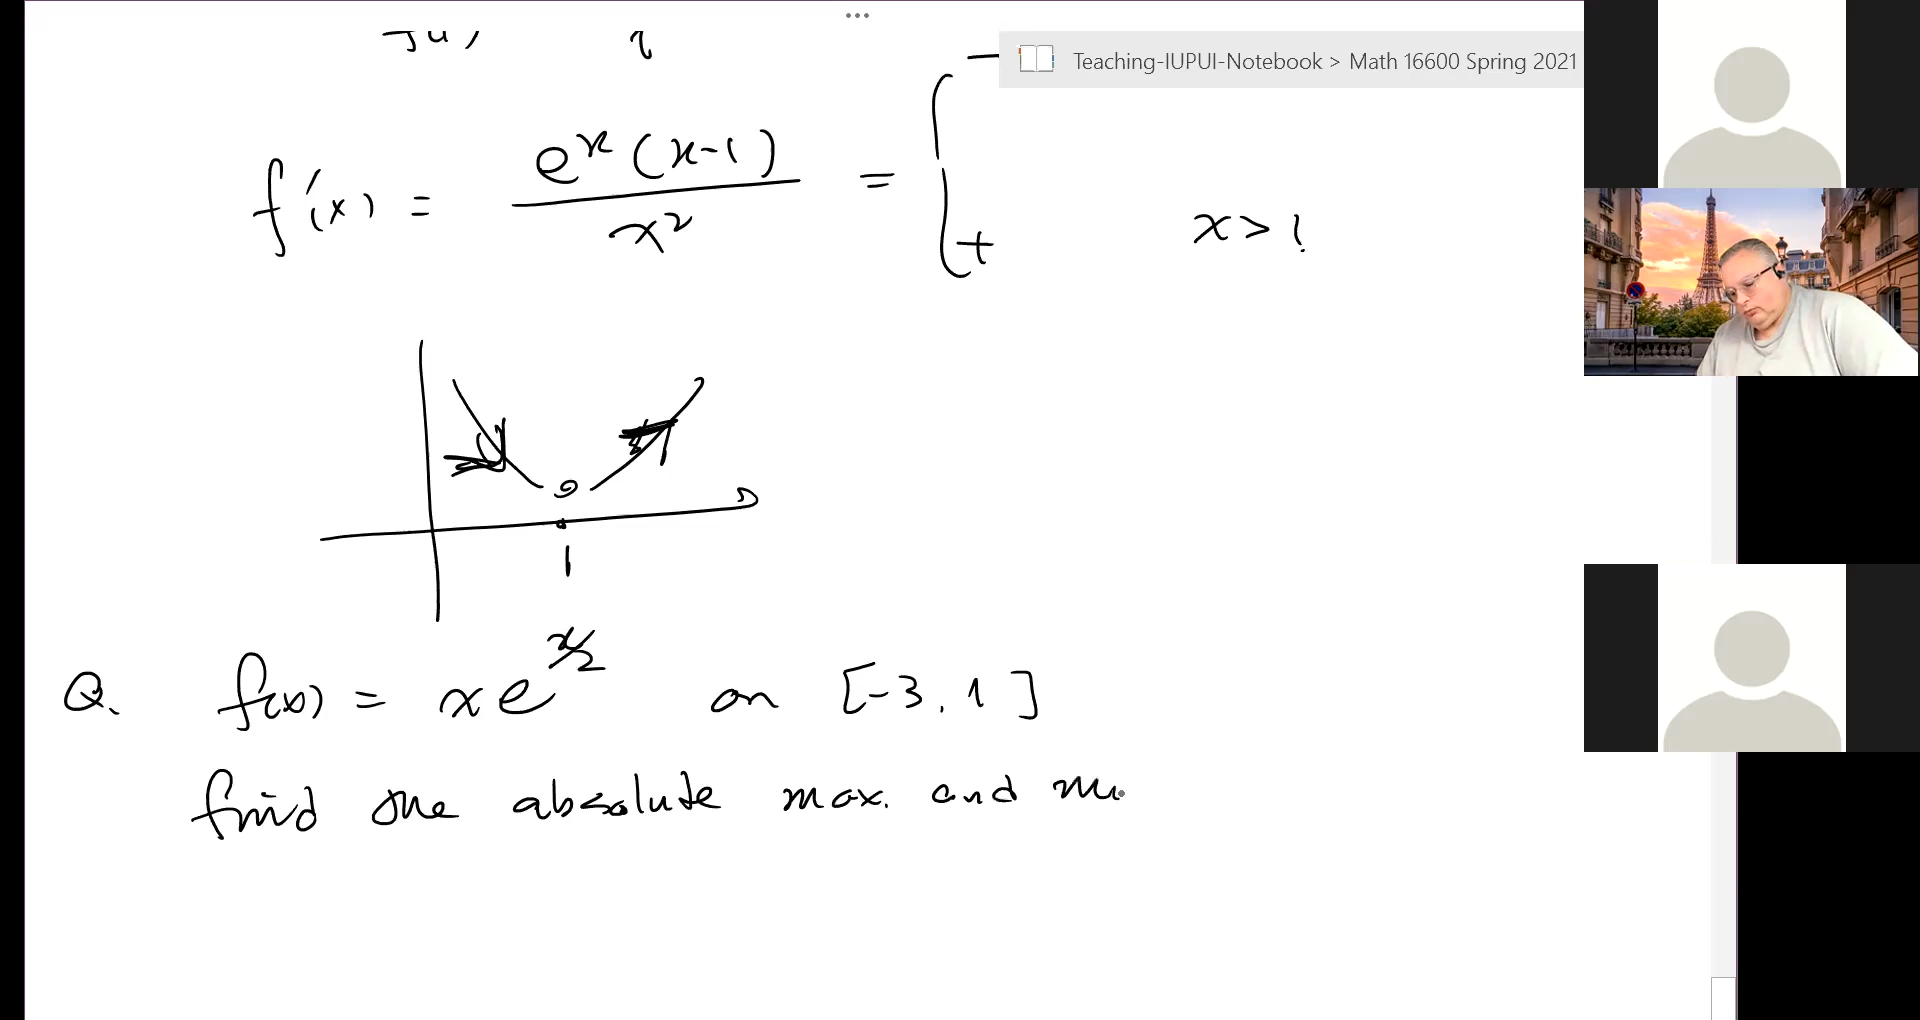 Teaching-IUPUI-Notebook > Math 16600 Spring 2021
f'(x) = e^x (x-1) / x^2 = { - +
x > 1
1
Q. f(x) = x e^{x/2} on [-3, 1]
find the absolute max. and